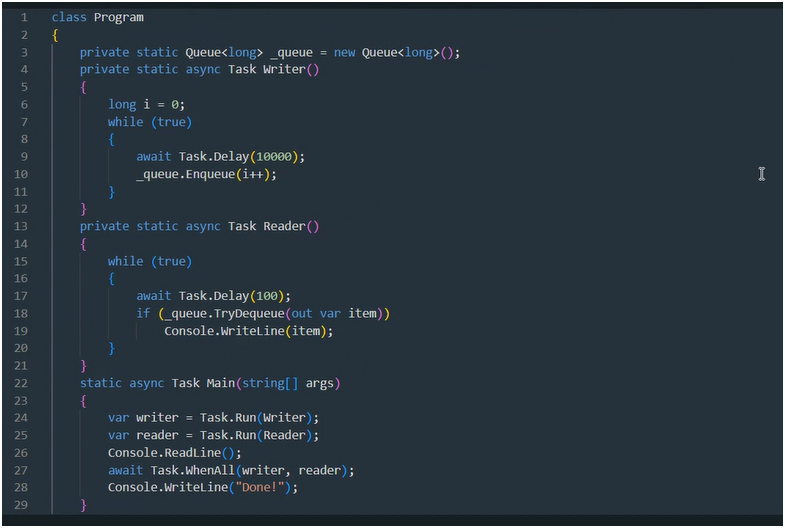 1 class Program
2 {
3     private static Queue<long> _queue = new Queue<long>();
4     private static async Task Writer()
5     {
6         long i = 0;
7         while (true)
8         {
9             await Task.Delay(10000);
10             _queue.Enqueue(i++);
11         }
12     }
13     private static async Task Reader()
14     {
15         while (true)
16         {
17             await Task.Delay(100);
18             if (_queue.TryDequeue(out var item))
19                 Console.WriteLine(item);
20         }
21     }
22     static async Task Main(string[] args)
23     {
24         var writer = Task.Run(Writer);
25         var reader = Task.Run(Reader);
26         Console.ReadLine();
27         await Task.WhenAll(writer, reader);
28         Console.WriteLine("Done!");
29     }